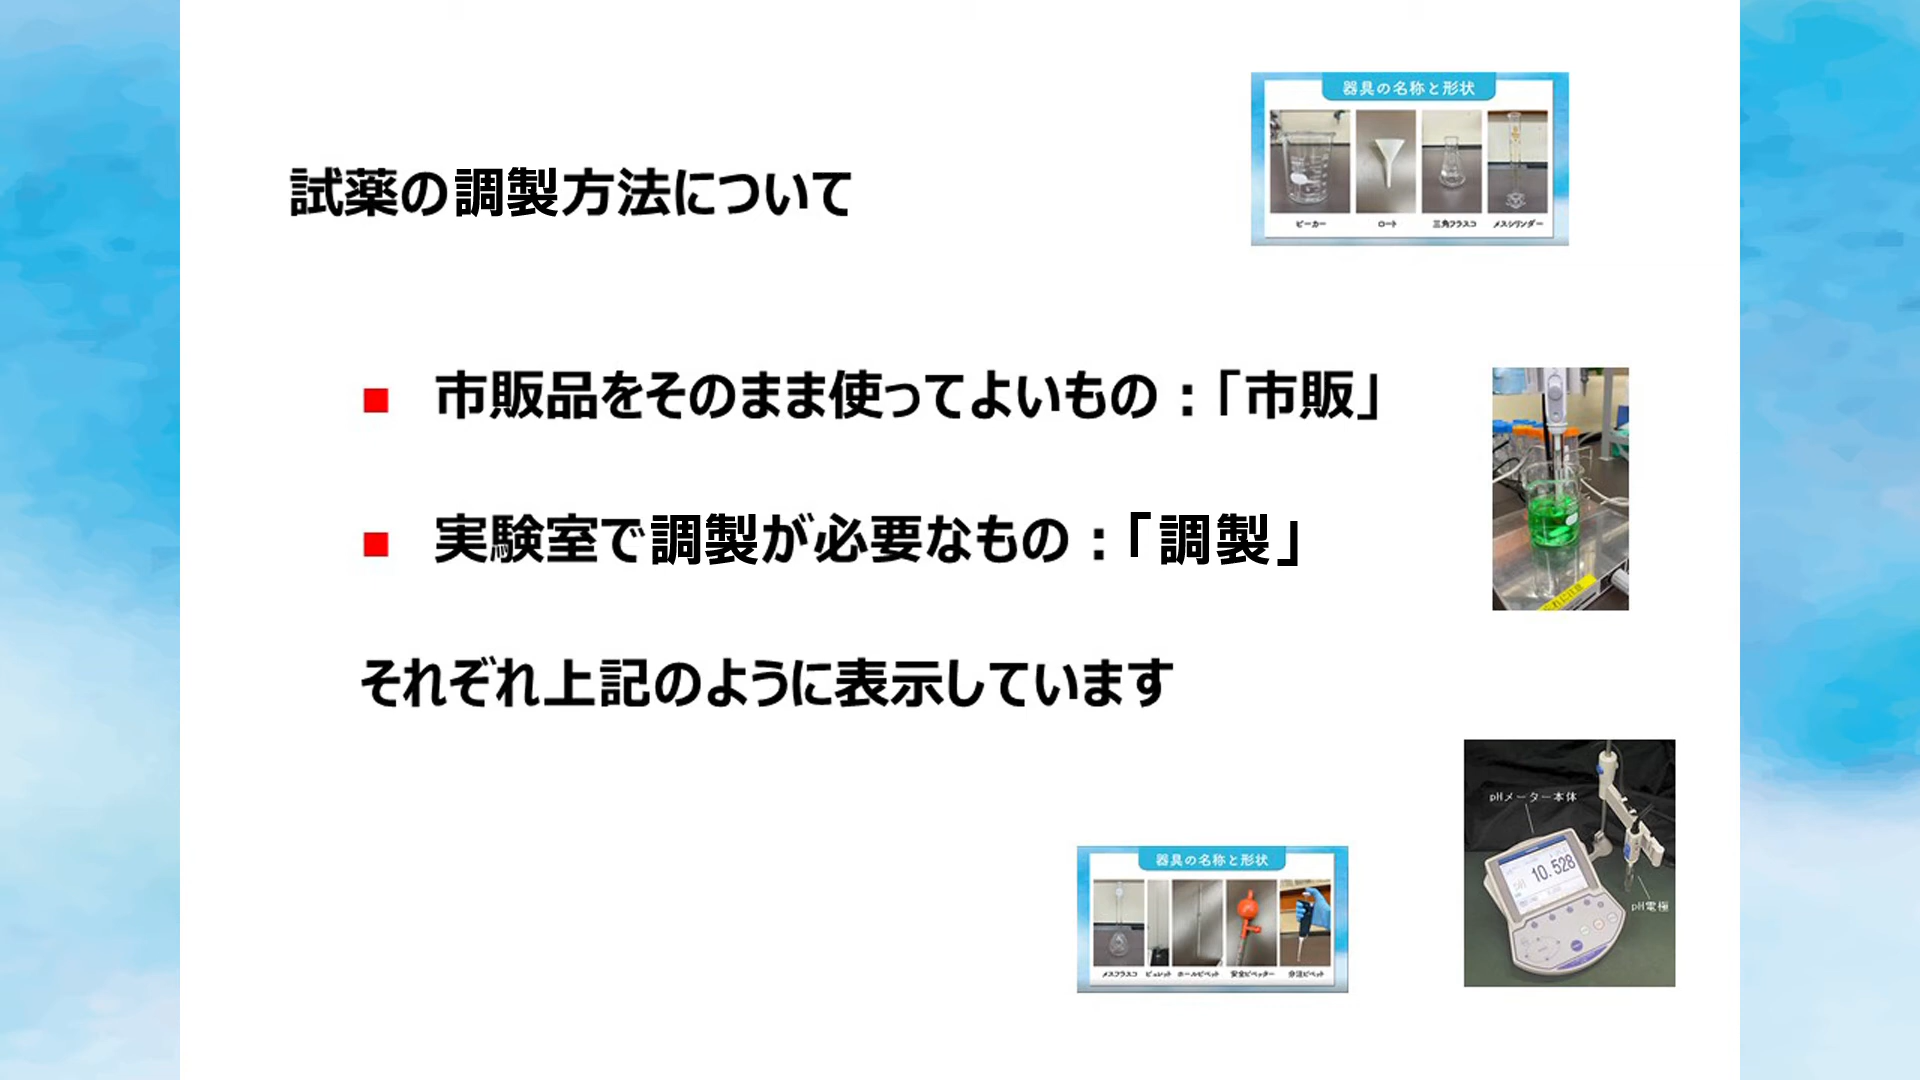 器具の名称と形状
ビーカー ロート 三角フラスコ メスシリンダー
試薬の調製方法について
■ 市販品をそのまま使ってよいもの：「市販」
■ 実験室で調製が必要なもの：「調製」
それぞれ上記のように表示しています
pHメーター本体
10.528
pH電極
器具の名称と形状
メスフラスコ ビュレット ホールピペット 安全ピペッター 分注ピペット